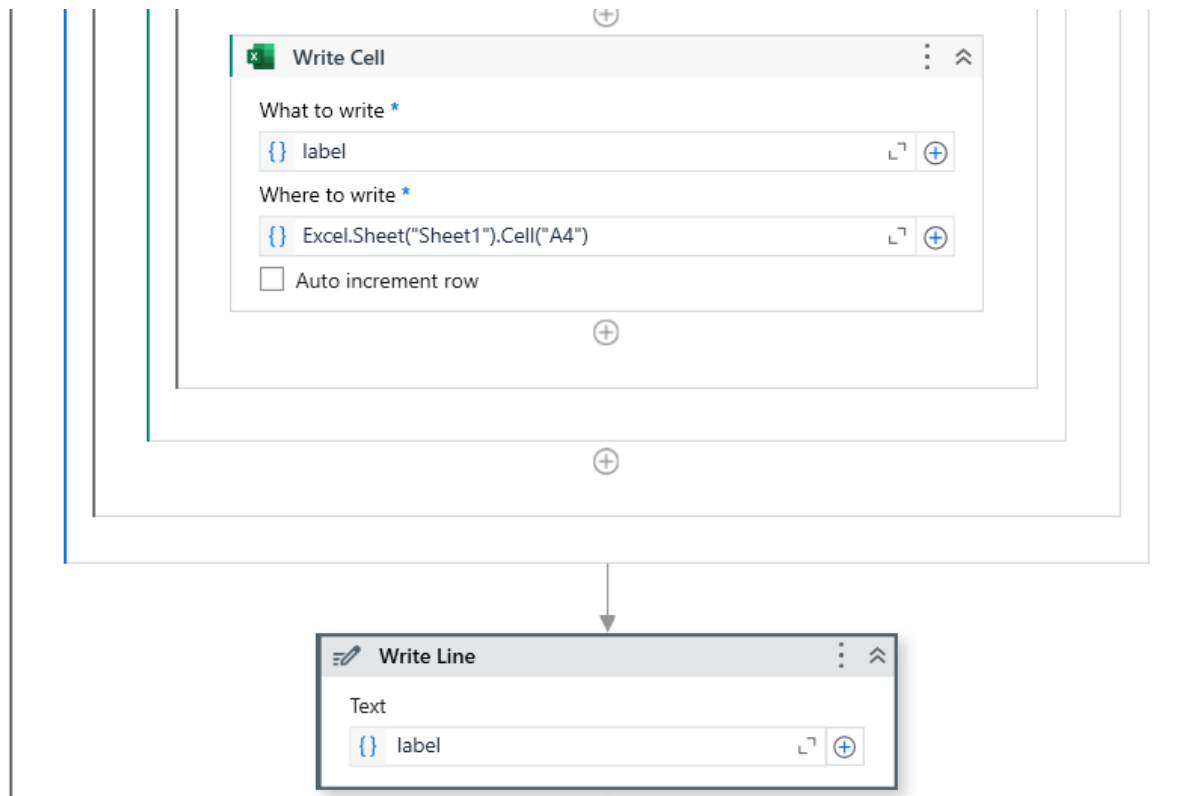 Write Cell
What to write *
{} label
Where to write *
{} Excel.Sheet("Sheet1").Cell("A4")
Auto increment row
Write Line
Text
{} label